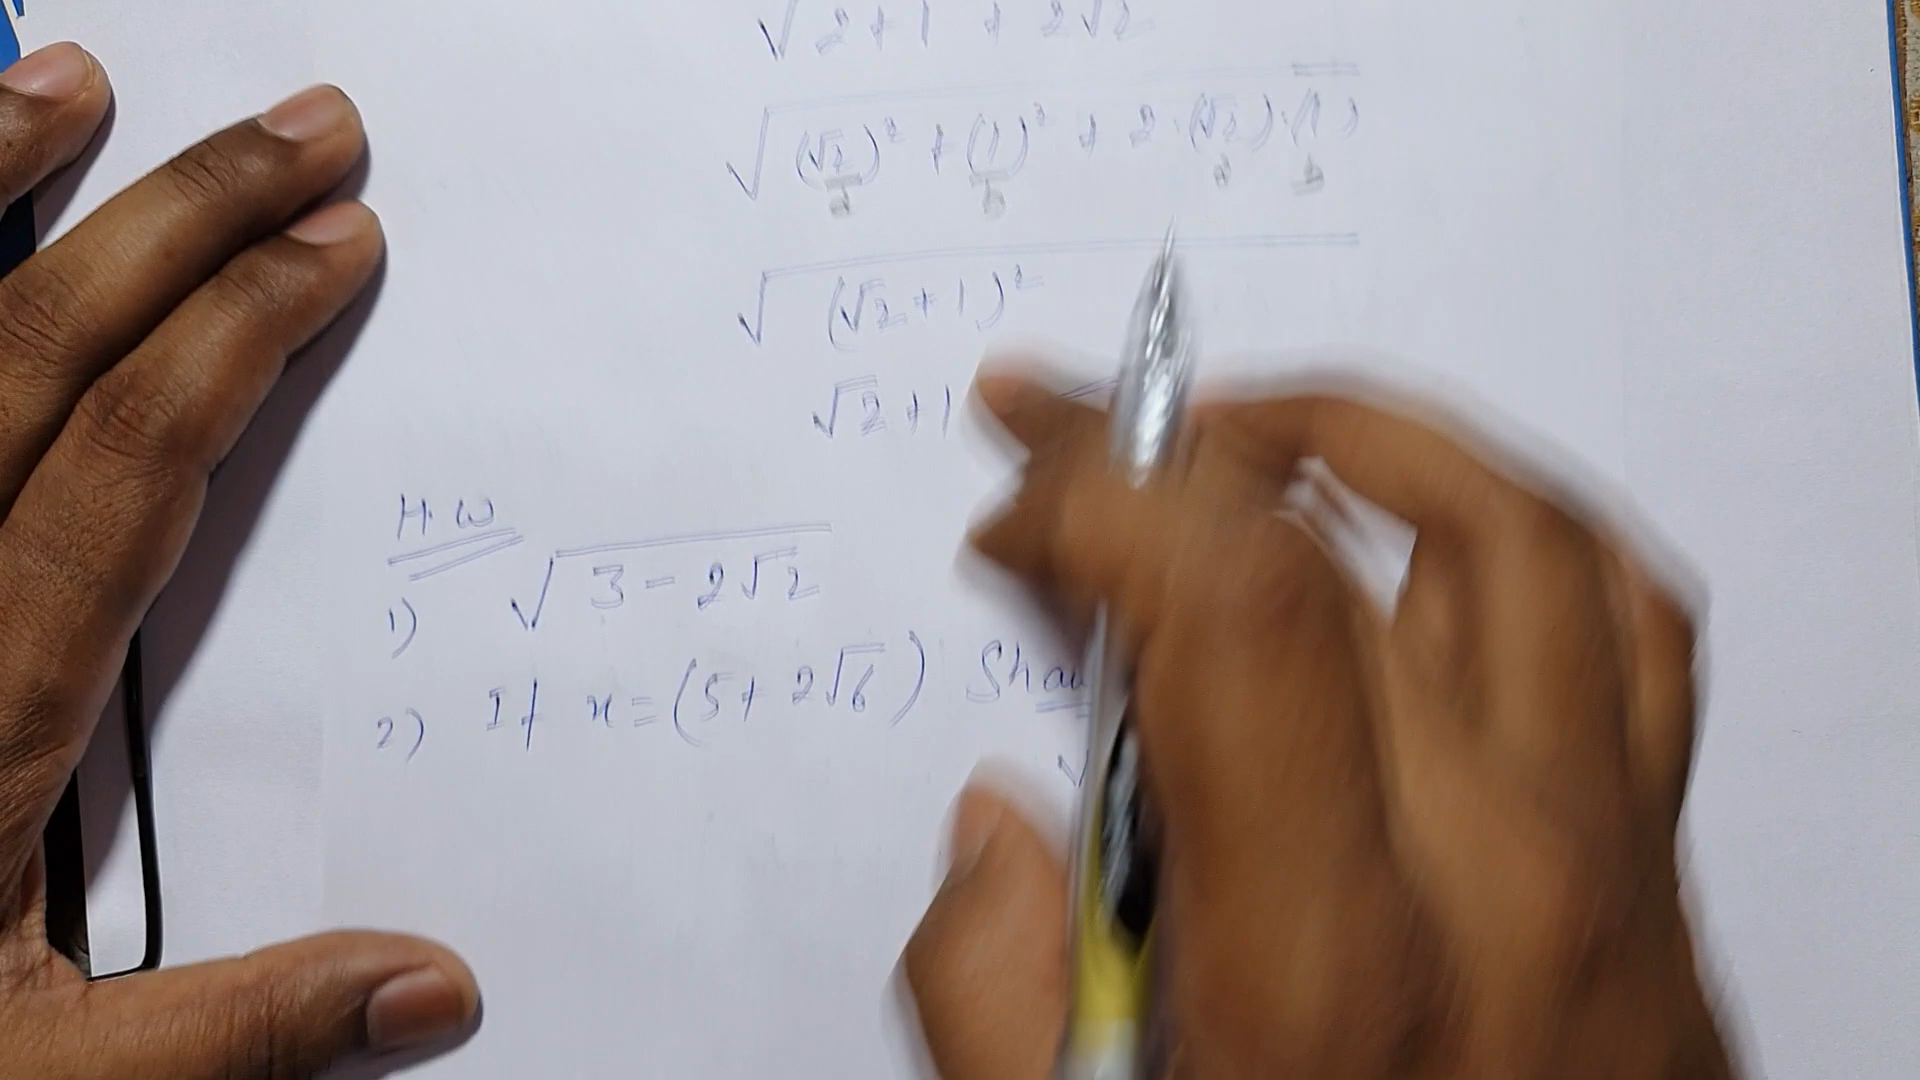 √2+1 + 2√2
√(√2)² + (1)² + 2·(√2)·(1)
a b a b
√(√2+1)²
√2+1
H.W
1) √3-2√2
2) If x=(5+2√6)
√